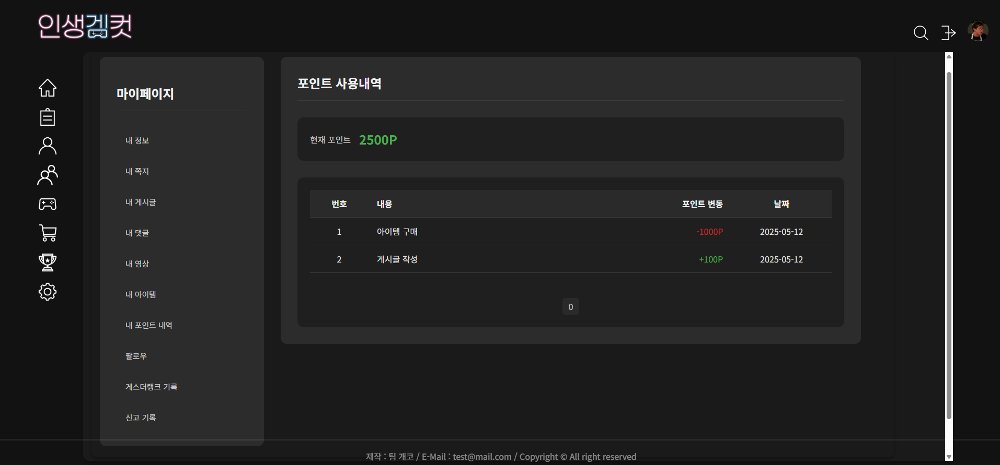 인생겜컷
마이페이지
내 정보
내 쪽지
내 게시글
내 댓글
내 영상
내 아이템
내 포인트 내역
팔로우
게스더랭크 기록
신고 기록
포인트 사용내역
현재 포인트 2500P
번호 내용 포인트 변동 날짜
1 아이템 구매 -1000P 2025-05-12
2 게시글 작성 +100P 2025-05-12
0
제작 : 팀 개코 / E-Mail : test@mail.com / Copyright © All right reserved